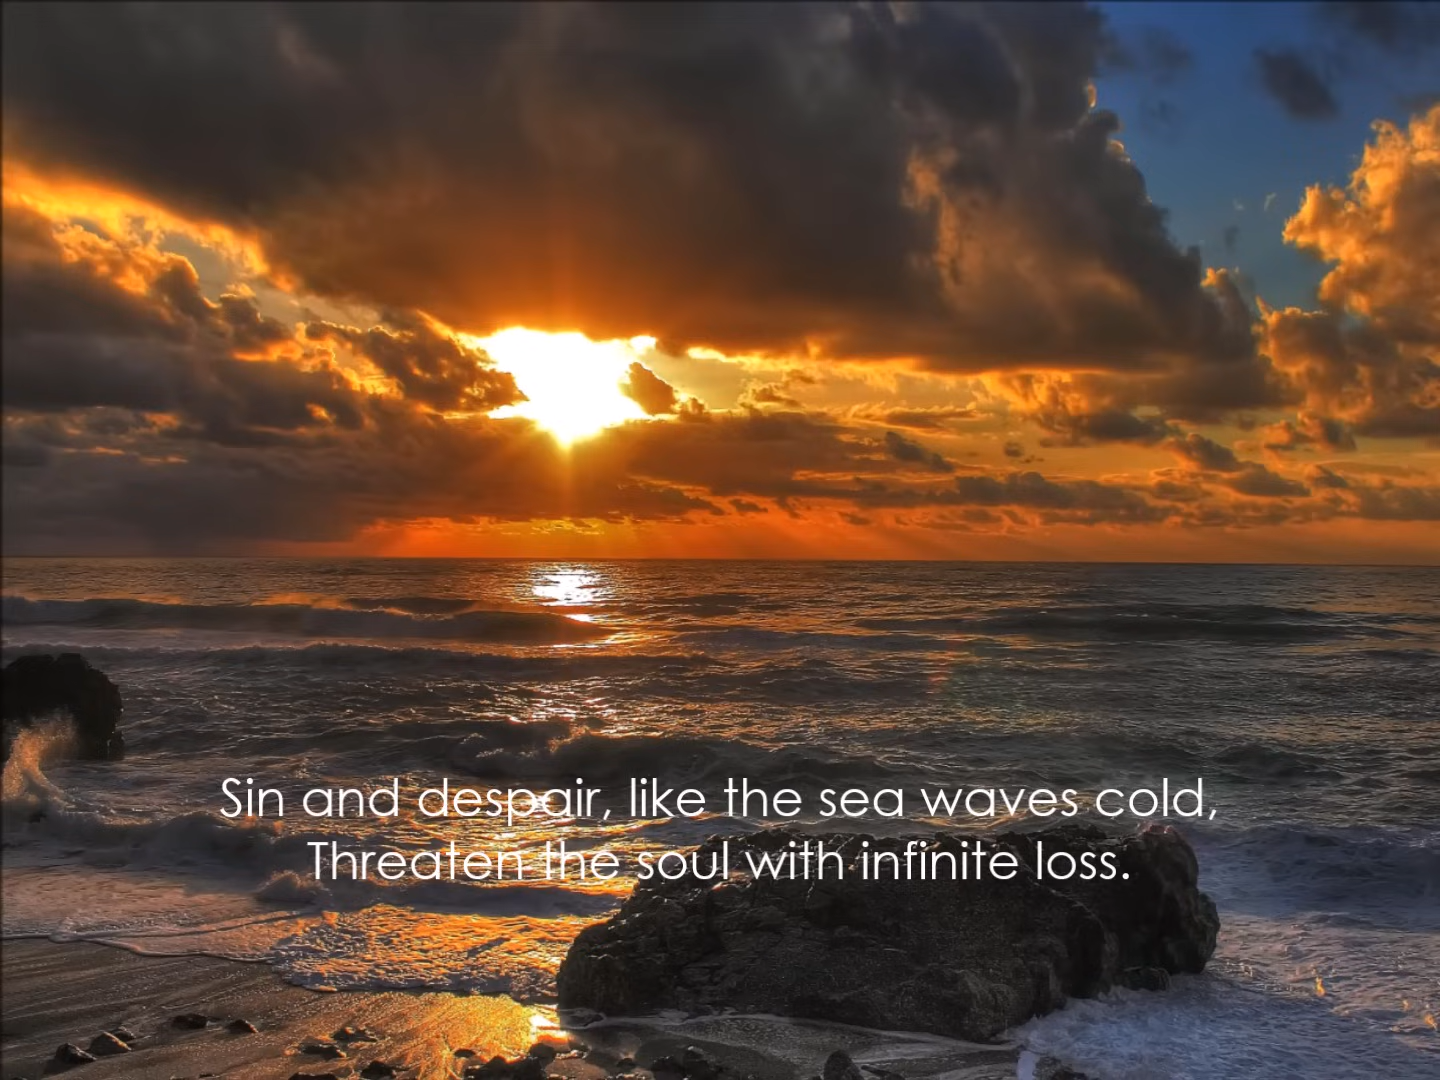 Sin and despair, like the sea waves cold,
Threaten the soul with infinite loss.